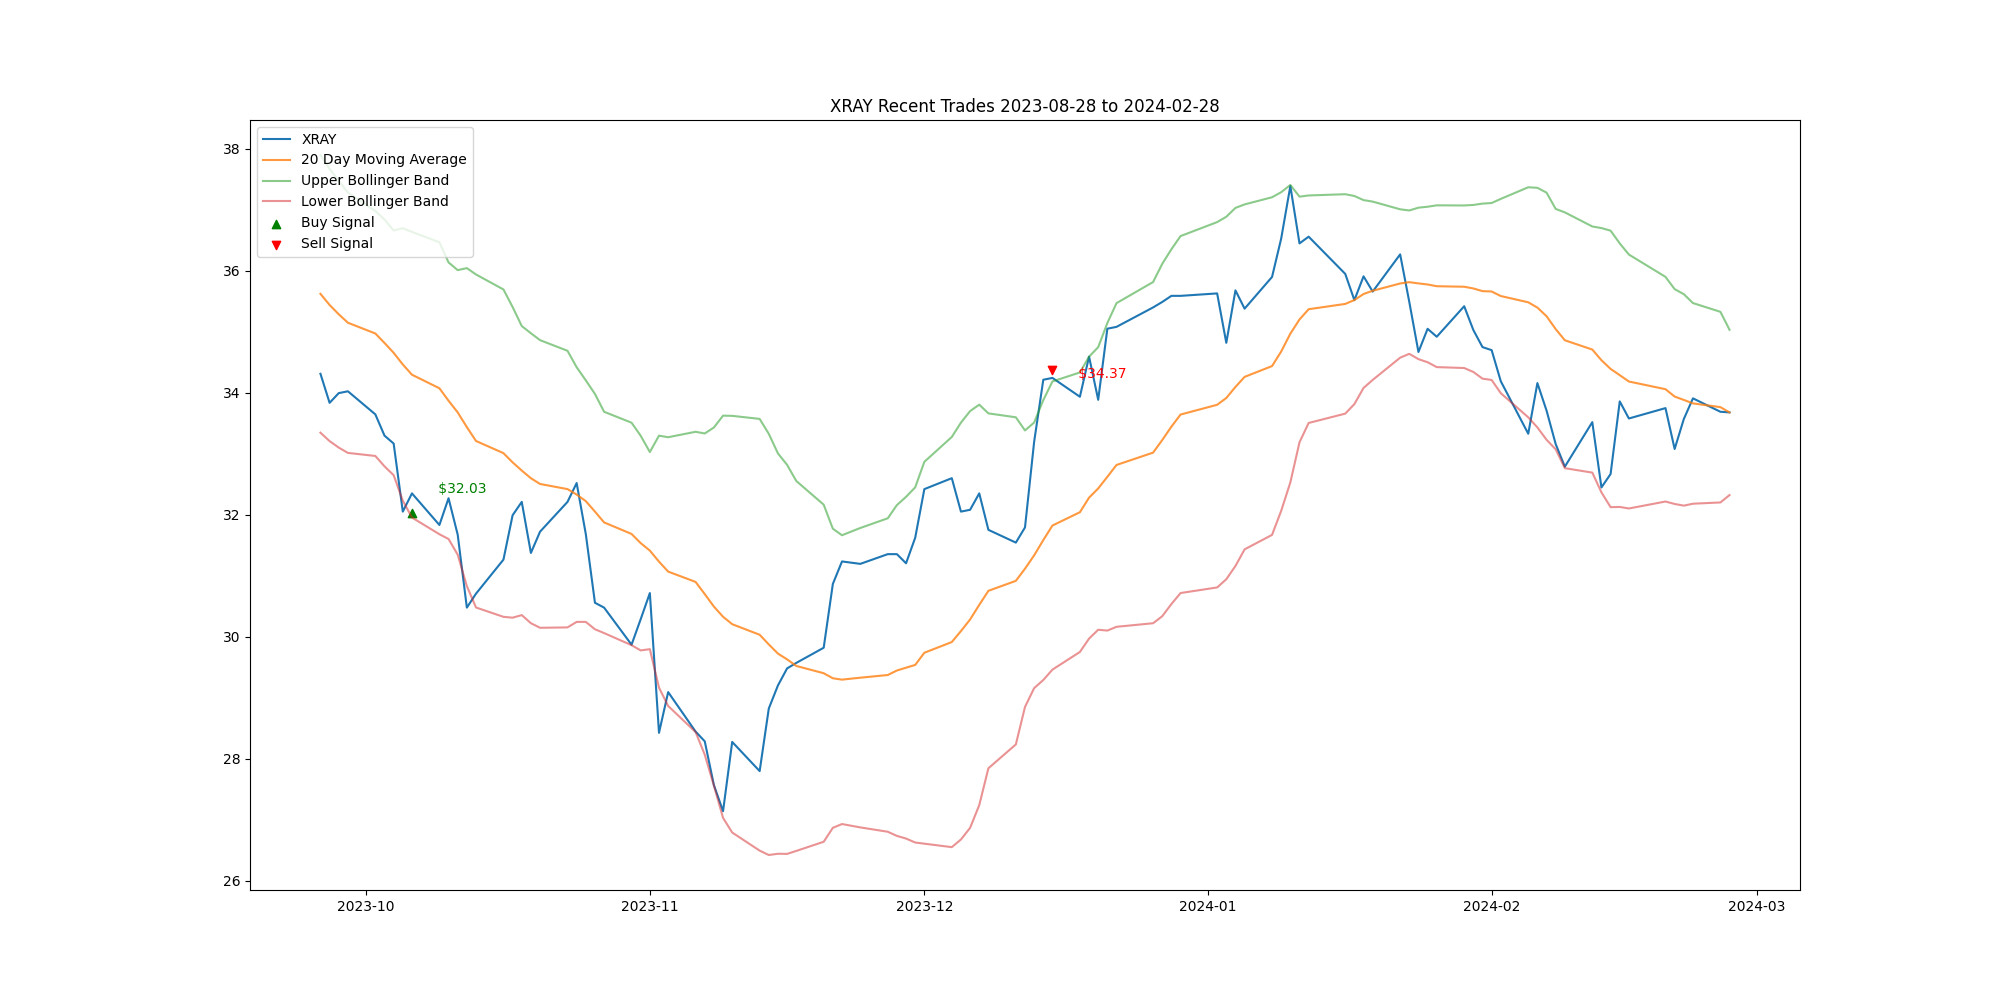 XRAY Recent Trades 2023-08-28 to 2024-02-28
XRAY
20 Day Moving Average
Upper Bollinger Band
Lower Bollinger Band
Buy Signal
Sell Signal
38
36
34
32
30
28
26
$32.03
$34.37
2023-10
2023-11
2023-12
2024-01
2024-02
2024-03